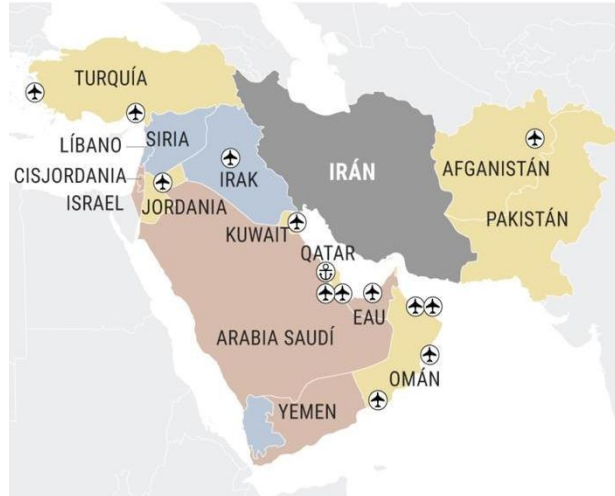 TURQUÍA
LÍBANO
SIRIA
CISJORDANIA
ISRAEL
JORDANIA
IRAK
IRÁN
AFGANISTÁN
PAKISTÁN
KUWAIT
QATAR
EAU
ARABIA SAUDÍ
OMÁN
YEMEN